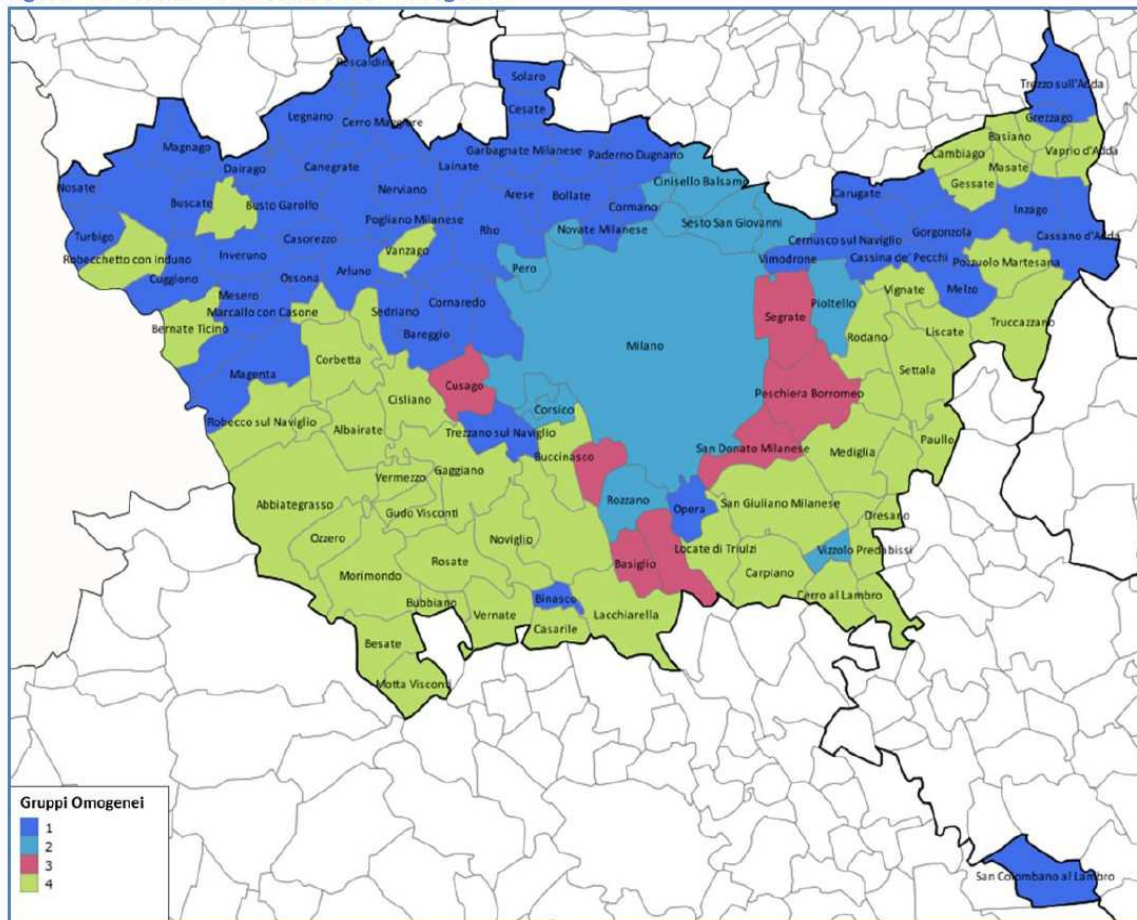 Rescaldina
Solaro
Trezzo sull'Adda
Cesate
Legnano
Cerro Maggiore
Grezzago
Basiano
Magnago
Garbagnate Milanese
Paderno Dugnano
Cambiago
Vaprio d'Adda
Dairago
Canegrate
Lainate
Masate
Nosate
Nerviano
Cinisello Balsamo
Gessate
Buscate
Busto Garolfo
Arese
Bollate
Carugate
Cormano
Inzago
Pogliano Milanese
Sesto San Giovanni
Turbigo
Casorezzo
Rho
Novate Milanese
Gorgonzola
Cassano d'Adda
Cernusco sul Naviglio
Vanzago
Robecchetto con Induno
Inveruno
Vimodrone
Cassina de' Pecchi
Pozzuolo Martesana
Cuggiono
Ossona
Arluno
Pero
Mesero
Vignate
Melzo
Marcallo con Casone
Sedriano
Cornaredo
Pioltello
Bernate Ticino
Segrate
Truccazzano
Bareggio
Liscate
Corbetta
Milano
Rodano
Magenta
Settala
Cusago
Cisliano
Peschiera Borromeo
Corsico
Robecco sul Naviglio
Albairate
Trezzano sul Naviglio
Paullo
San Donato Milanese
Mediglia
Buccinasco
Gaggiano
Vermezzo
Rozzano
Abbiategrasso
San Giuliano Milanese
Opera
Gudo Visconti
Dresano
Ozzero
Noviglio
Locate di Triulzi
Vizzolo Predabissi
Rosate
Basiglio
Morimondo
Carpiano
Binasco
Cerro al Lambro
Bubbiano
Vernate
Lacchiarella
Casarile
Besate
Motta Visconti
Gruppi Omogenei
1
2
3
4
San Colombano al Lambro